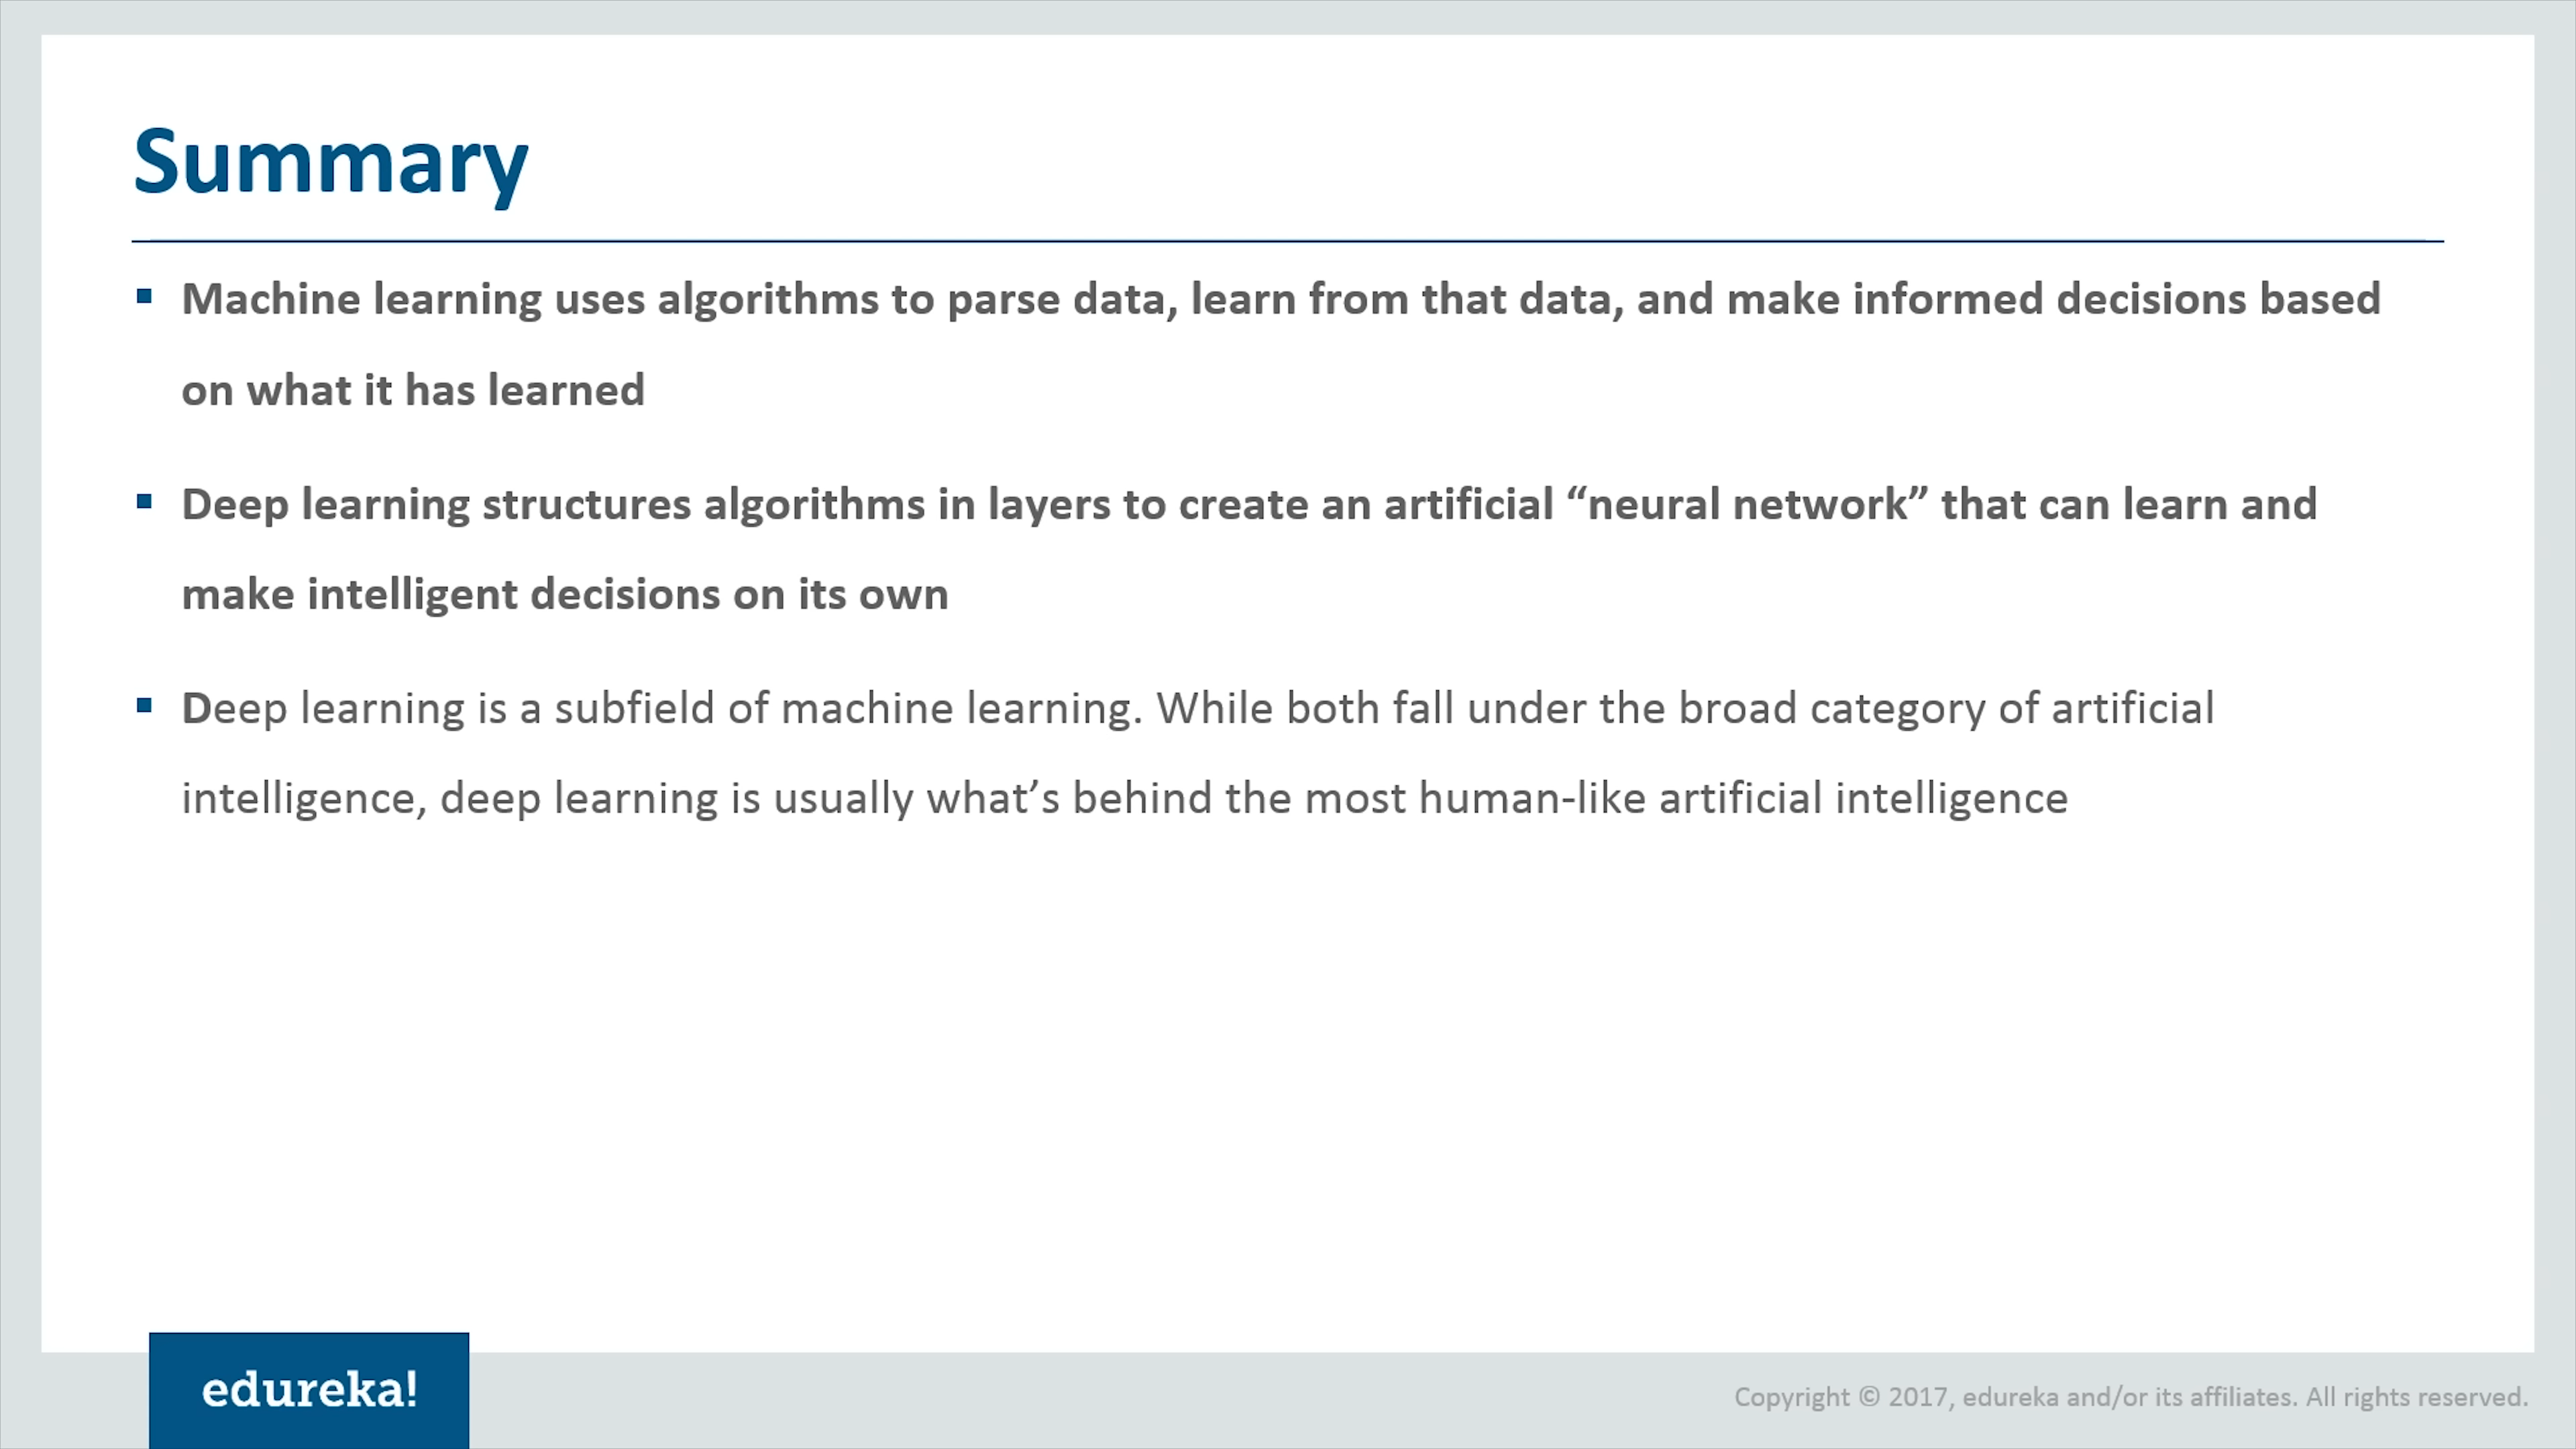 Summary
▪ Machine learning uses algorithms to parse data, learn from that data, and make informed decisions based
on what it has learned
▪ Deep learning structures algorithms in layers to create an artificial “neural network” that can learn and
make intelligent decisions on its own
▪ Deep learning is a subfield of machine learning. While both fall under the broad category of artificial
intelligence, deep learning is usually what’s behind the most human-like artificial intelligence
edureka!
Copyright © 2017, edureka and/or its affiliates. All rights reserved.